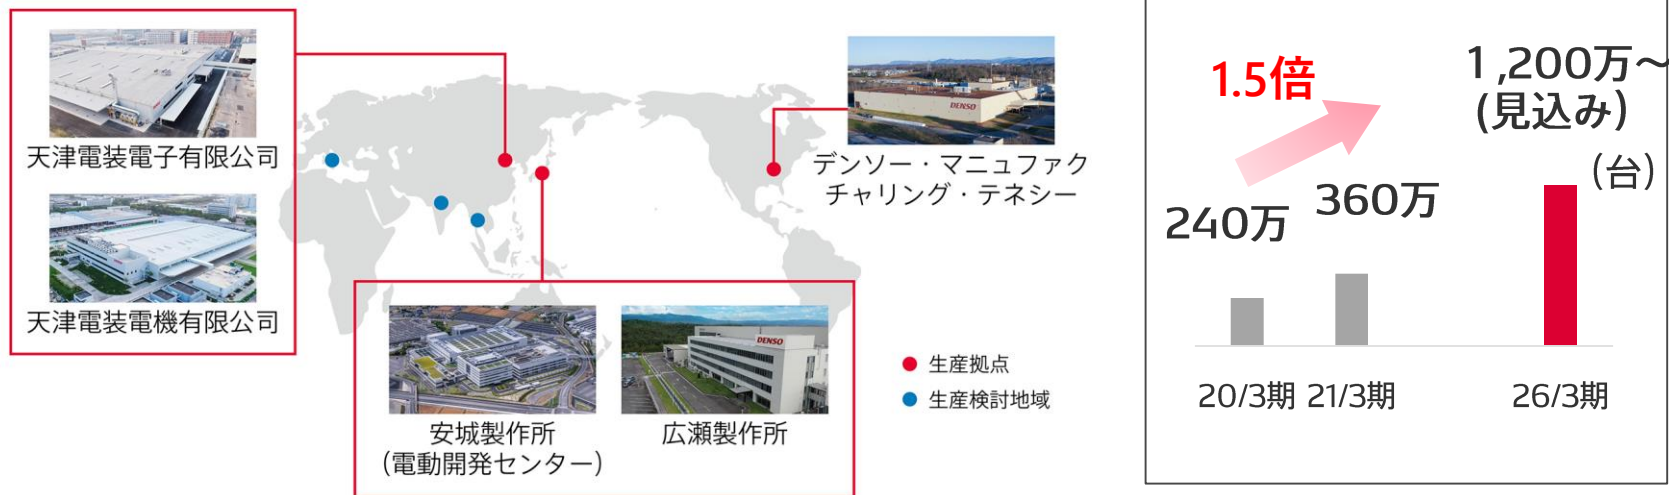 天津電装電子有限公司
天津電装電機有限公司
DENSO
デンソー・マニュファク
チャリング・テネシー
DENSO
安城製作所
(電動開発センター)
広瀬製作所
生産拠点
生産検討地域
1.5倍
1,200万～
(見込み)
(台)
240万
360万
20/3期
21/3期
26/3期